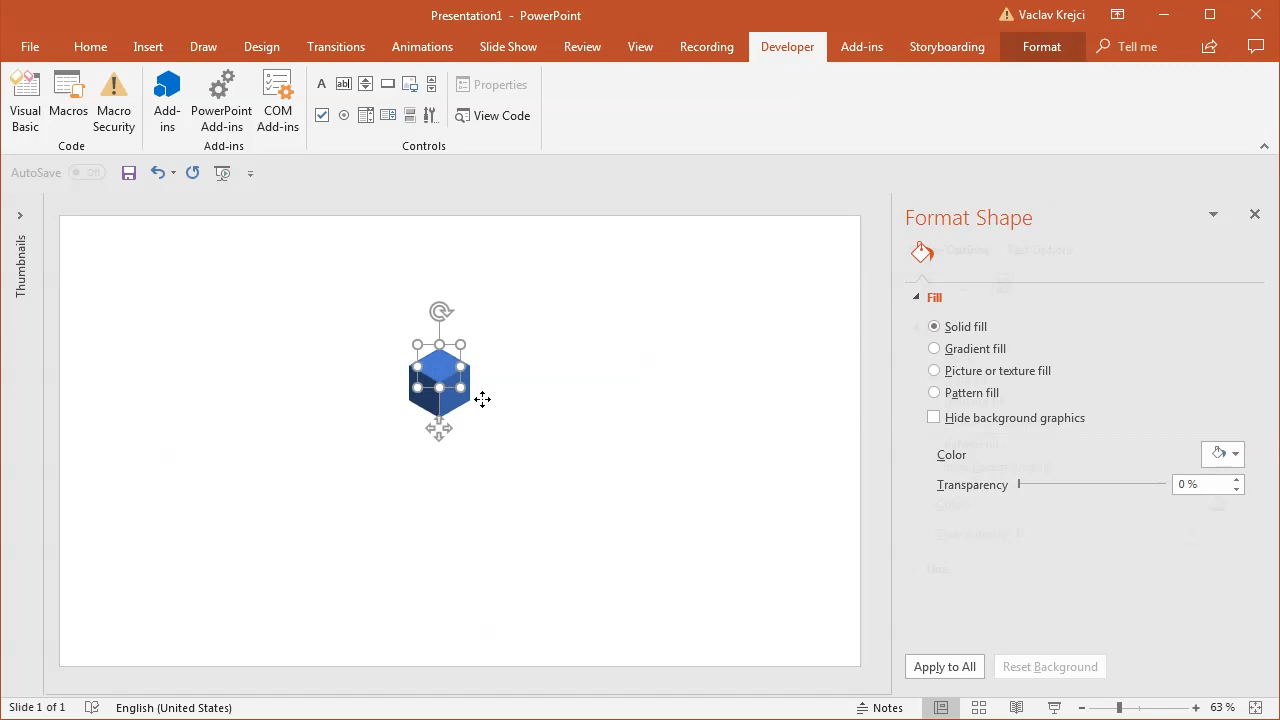 Presentation1 - PowerPoint
Vaclav Krejci
File Home Insert Draw Design Transitions Animations Slide Show Review View Recording Developer Add-ins Storyboarding Format Tell me
Visual Basic
Macros
Macro Security
Code
Add-ins
PowerPoint Add-ins
COM Add-ins
Add-ins
A
abl
Properties
View Code
Controls
AutoSave Off
Thumbnails
Format Shape
Fill
Solid fill
Gradient fill
Picture or texture fill
Pattern fill
Hide background graphics
Color
Transparency 0 %
Apply to All Reset Background
Slide 1 of 1 English (United States) Notes 63 %